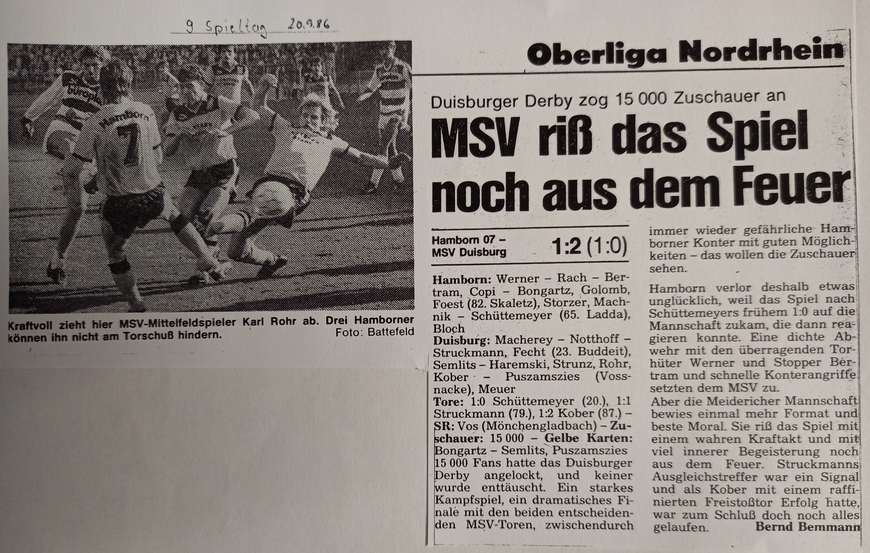 9 Spieltag 20.9.86
büropa
Hamborn
7
Kraftvoll zieht hier MSV-Mittelfeldspieler Karl Rohr ab. Drei Hamborner
können ihn nicht am Torschuß hindern. Foto: Battefeld
Oberliga Nordrhein
Duisburger Derby zog 15 000 Zuschauer an
MSV riß das Spiel
noch aus dem Feuer
Hamborn 07 –
MSV Duisburg 1:2 (1:0)
Hamborn: Werner – Rach – Ber-
tram, Copi – Bongartz, Golomb,
Foest (82. Skaletz), Storzer, Mach-
nik – Schüttemeyer (65. Ladda),
Bloch
Duisburg: Macherey – Notthoff –
Struckmann, Fecht (23. Buddeit),
Semlits – Haremski, Strunz, Rohr,
Kober – Puszamszies (Voss-
nacke), Meuer
Tore: 1:0 Schüttemeyer (20.), 1:1
Struckmann (79.), 1:2 Kober (87.) –
SR: Vos (Mönchengladbach) – Zu-
schauer: 15 000 – Gelbe Karten:
Bongartz – Semlits, Puszamszies
15 000 Fans hatte das Duisburger
Derby angelockt, und keiner
wurde enttäuscht. Ein starkes
Kampfspiel, ein dramatisches Fi-
nale mit den beiden entscheiden-
den MSV-Toren, zwischendurch
immer wieder gefährliche Ham-
borner Konter mit guten Möglich-
keiten – das wollen die Zuschauer
sehen.
Hamborn verlor deshalb etwas
unglücklich, weil das Spiel nach
Schüttemeyers frühem 1:0 auf die
Mannschaft zukam, die dann rea-
gieren konnte. Eine dichte Ab-
wehr mit den überragenden Tor-
hüter Werner und Stopper Ber-
tram und schnelle Konterangriffe
setzten dem MSV zu.
Aber die Meidericher Mannschaft
bewies einmal mehr Format und
beste Moral. Sie riß das Spiel mit
einem wahren Kraftakt und mit
viel innerer Begeisterung noch
aus dem Feuer. Struckmanns
Ausgleichstreffer war ein Signal
und als Kober mit einem raffi-
nierten Freistoßtor Erfolg hatte,
war zum Schluß doch noch alles
gelaufen. Bernd Bemmann